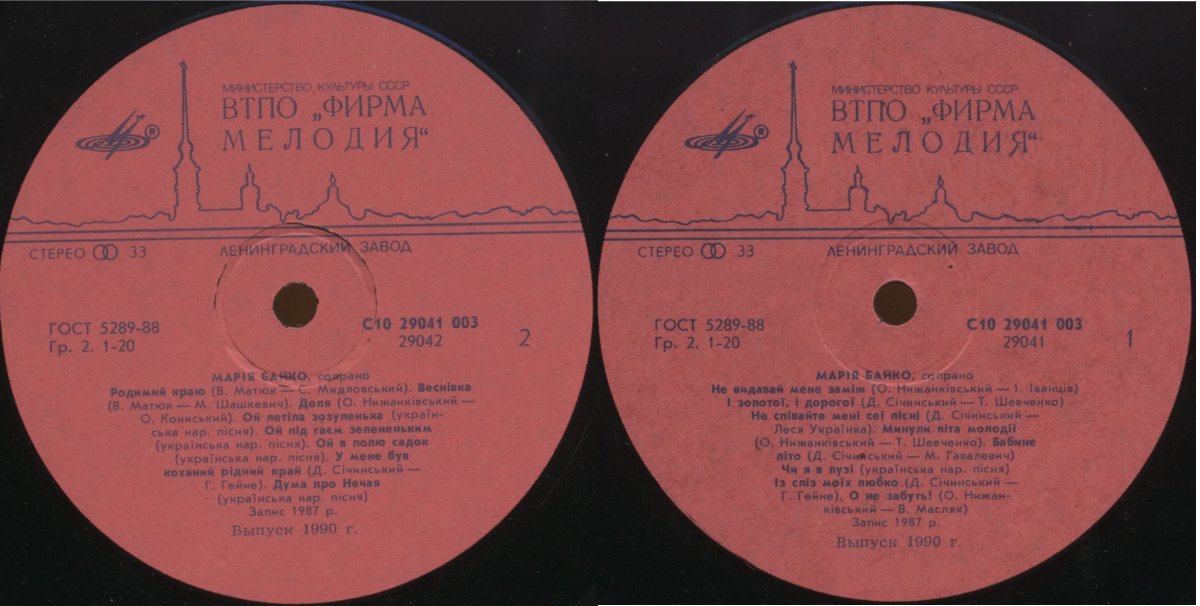 МИНИСТЕРСТВО КУЛЬТУРЫ СССР
ВТПО „ФИРМА
МЕЛОДИЯ“
®
СТЕРЕО 33
ЛЕНИНГРАДСКИЙ ЗАВОД
ГОСТ 5289-88
Гр. 2. 1-20
С10 29041 003
29042
2
МАРІЯ БАЙКО, сопрано
Родимий краю (В. Матюк — С. Мидловський). Веснівка
(В. Матюк — М. Шашкевич). Доля (О. Нижанківський —
О. Кониський). Ой летіла зозуленька (україн-
ська нар. пісня). Ой під гаєм зелененьким
(українська нар. пісня). Ой в полю садок
(українська нар. пісня). У мене був
коханий рідний край (Д. Січинський —
Г. Гейне). Дума про Нечая
(українська нар. пісня)
Запис 1987 р.
Выпуск 1990 г.
МИНИСТЕРСТВО КУЛЬТУРЫ СССР
ВТПО „ФИРМА
МЕЛОДИЯ“
®
СТЕРЕО 33
ЛЕНИНГРАДСКИЙ ЗАВОД
ГОСТ 5289-88
Гр. 2. 1-20
С10 29041 003
29041
1
МАРІЯ БАЙКО, сопрано
Не видавай мене заміж (О. Нижанківський — І. Іванців)
І золотої, і дорогої (Д. Січинський — Т. Шевченко)
Не співайте мені сеї пісні (Д. Січинський —
Леся Українка). Минули літа молодії
(О. Нижанківський — Т. Шевченко). Бабине
літо (Д. Січинський — М. Гавалевич)
Чи я в лузі (українська нар. пісня)
Із сліз моїх любко (Д. Січинський —
Г. Гейне). О не забуть! (О. Нижан-
ківський — В. Масляк)
Запис 1987 р.
Выпуск 1990 г.